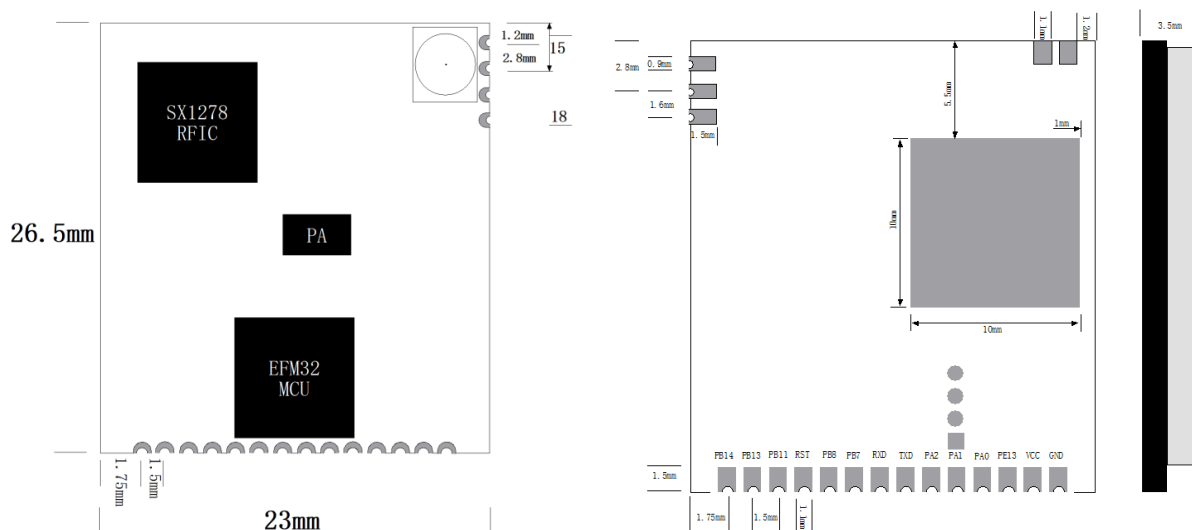 1.2mm
15
2.8mm
18
SX1278
RFIC
26.5mm
PA
EFM32
MCU
1.75mm
1.5mm
23mm
1.1mm
1.2mm
3.5mm
2.8mm
0.9mm
1.6mm
1.5mm
5.5mm
1mm
10mm
10mm
PB14 PB13 PB11 RST PB8 PB7 RXD TXD PA2 PA1 PA0 PE13 VCC GND
1.5mm
1.75mm
1.5mm
1.1mm